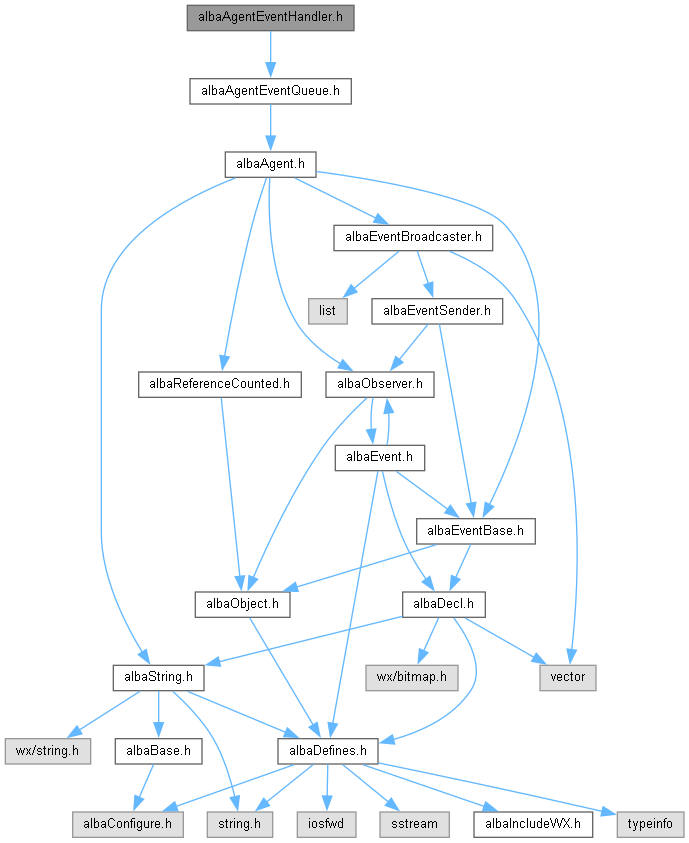 albaAgentEventHandler.h
albaAgentEventQueue.h
albaAgent.h
albaEventBroadcaster.h
list
albaEventSender.h
albaReferenceCounted.h
albaObserver.h
albaEvent.h
albaEventBase.h
albaObject.h
albaDecl.h
albaString.h
wx/bitmap.h
vector
wx/string.h
albaBase.h
albaDefines.h
albaConfigure.h
string.h
iosfwd
sstream
albaIncludeWX.h
typeinfo